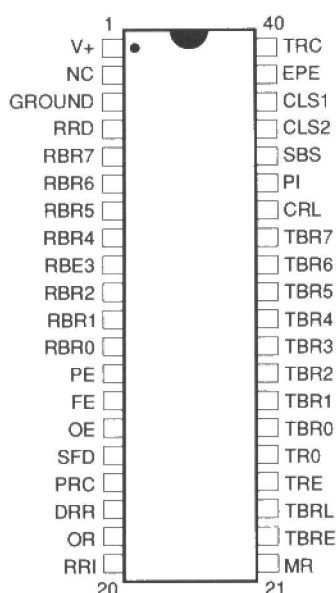 1 40
V+ TRC
NC EPE
GROUND CLS1
RRD CLS2
RBR7 SBS
RBR6 PI
RBR5 CRL
RBR4 TBR7
RBE3 TBR6
RBR2 TBR5
RBR1 TBR4
RBR0 TBR3
PE TBR2
FE TBR1
OE TBR0
SFD TR0
PRC TRE
DRR TBRL
OR TBRE
RRI MR
20 21